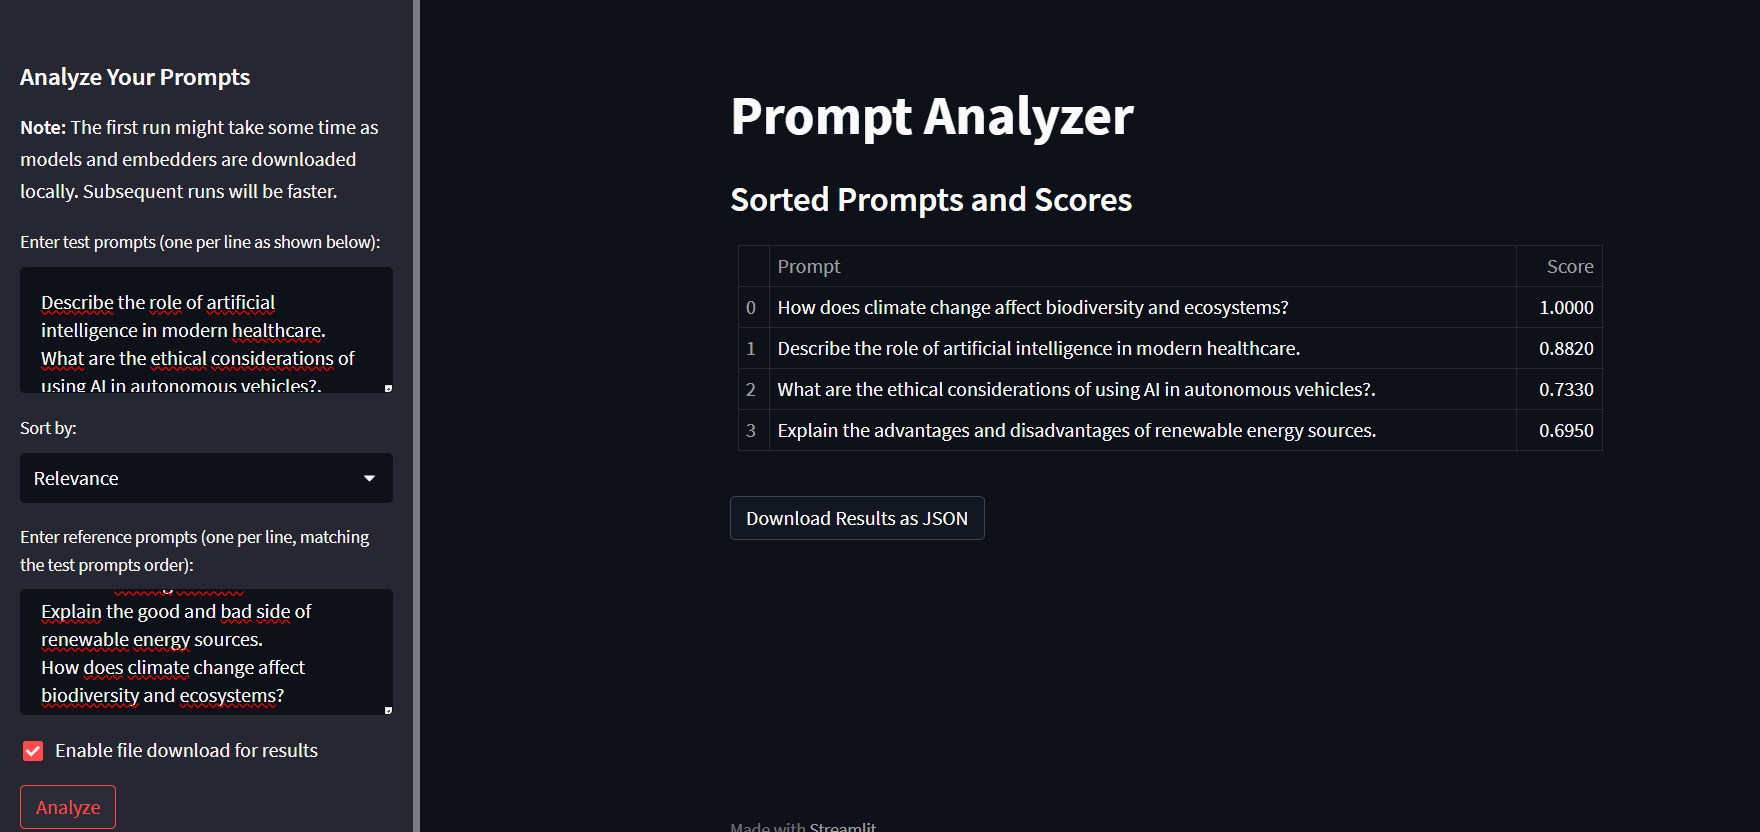 Analyze Your Prompts
Note: The first run might take some time as
models and embedders are downloaded
locally. Subsequent runs will be faster.
Enter test prompts (one per line as shown below):
Describe the role of artificial
intelligence in modern healthcare.
What are the ethical considerations of
using AI in autonomous vehicles?.
Sort by:
Relevance
Enter reference prompts (one per line, matching
the test prompts order):
Explain the good and bad side of
renewable energy sources.
How does climate change affect
biodiversity and ecosystems?
Enable file download for results
Analyze
Prompt Analyzer
Sorted Prompts and Scores
Prompt Score
0 How does climate change affect biodiversity and ecosystems? 1.0000
1 Describe the role of artificial intelligence in modern healthcare. 0.8820
2 What are the ethical considerations of using AI in autonomous vehicles?. 0.7330
3 Explain the advantages and disadvantages of renewable energy sources. 0.6950
Download Results as JSON
Made with Streamlit